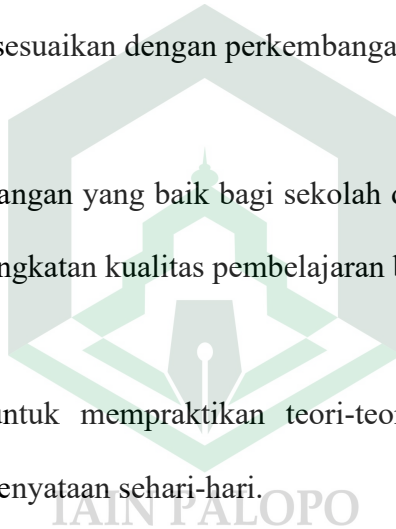 sesuaikan dengan perkembanga
angan yang baik bagi sekolah
ngkatan kualitas pembelajaran
untuk mempraktikan teori-teor
enyataan sehari-hari.
IAIN PALOPO